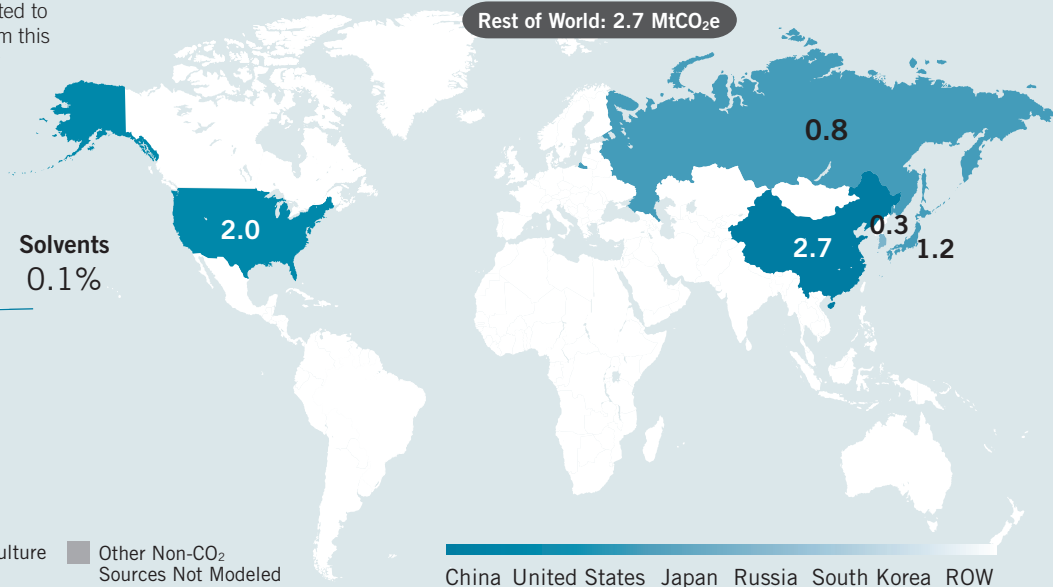 ted to
m this
Rest of World: 2.7 MtCO₂e
0.8
2.0
0.3
2.7
1.2
Solvents
0.1%
ulture
Other Non-CO₂
Sources Not Modeled
China United States Japan Russia South Korea ROW